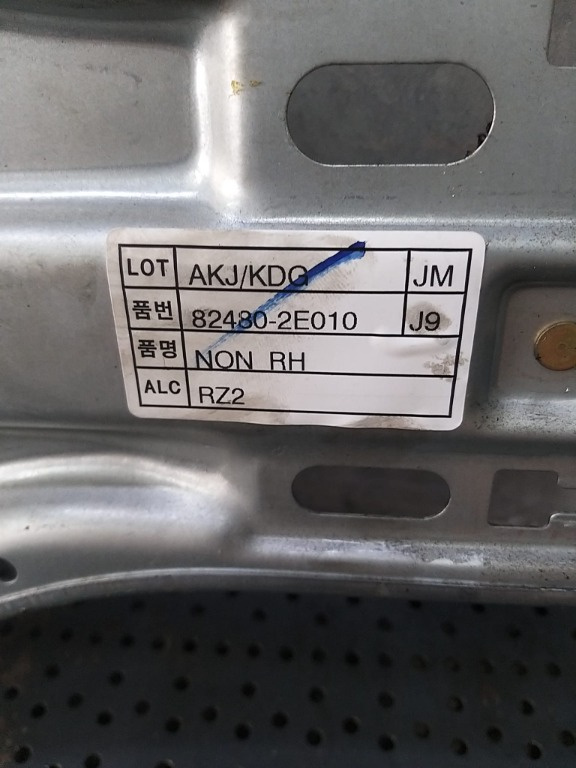 LOT AKJ/KDG JM
품번 82480-2E010 J9
품명 NON RH
ALC RZ2